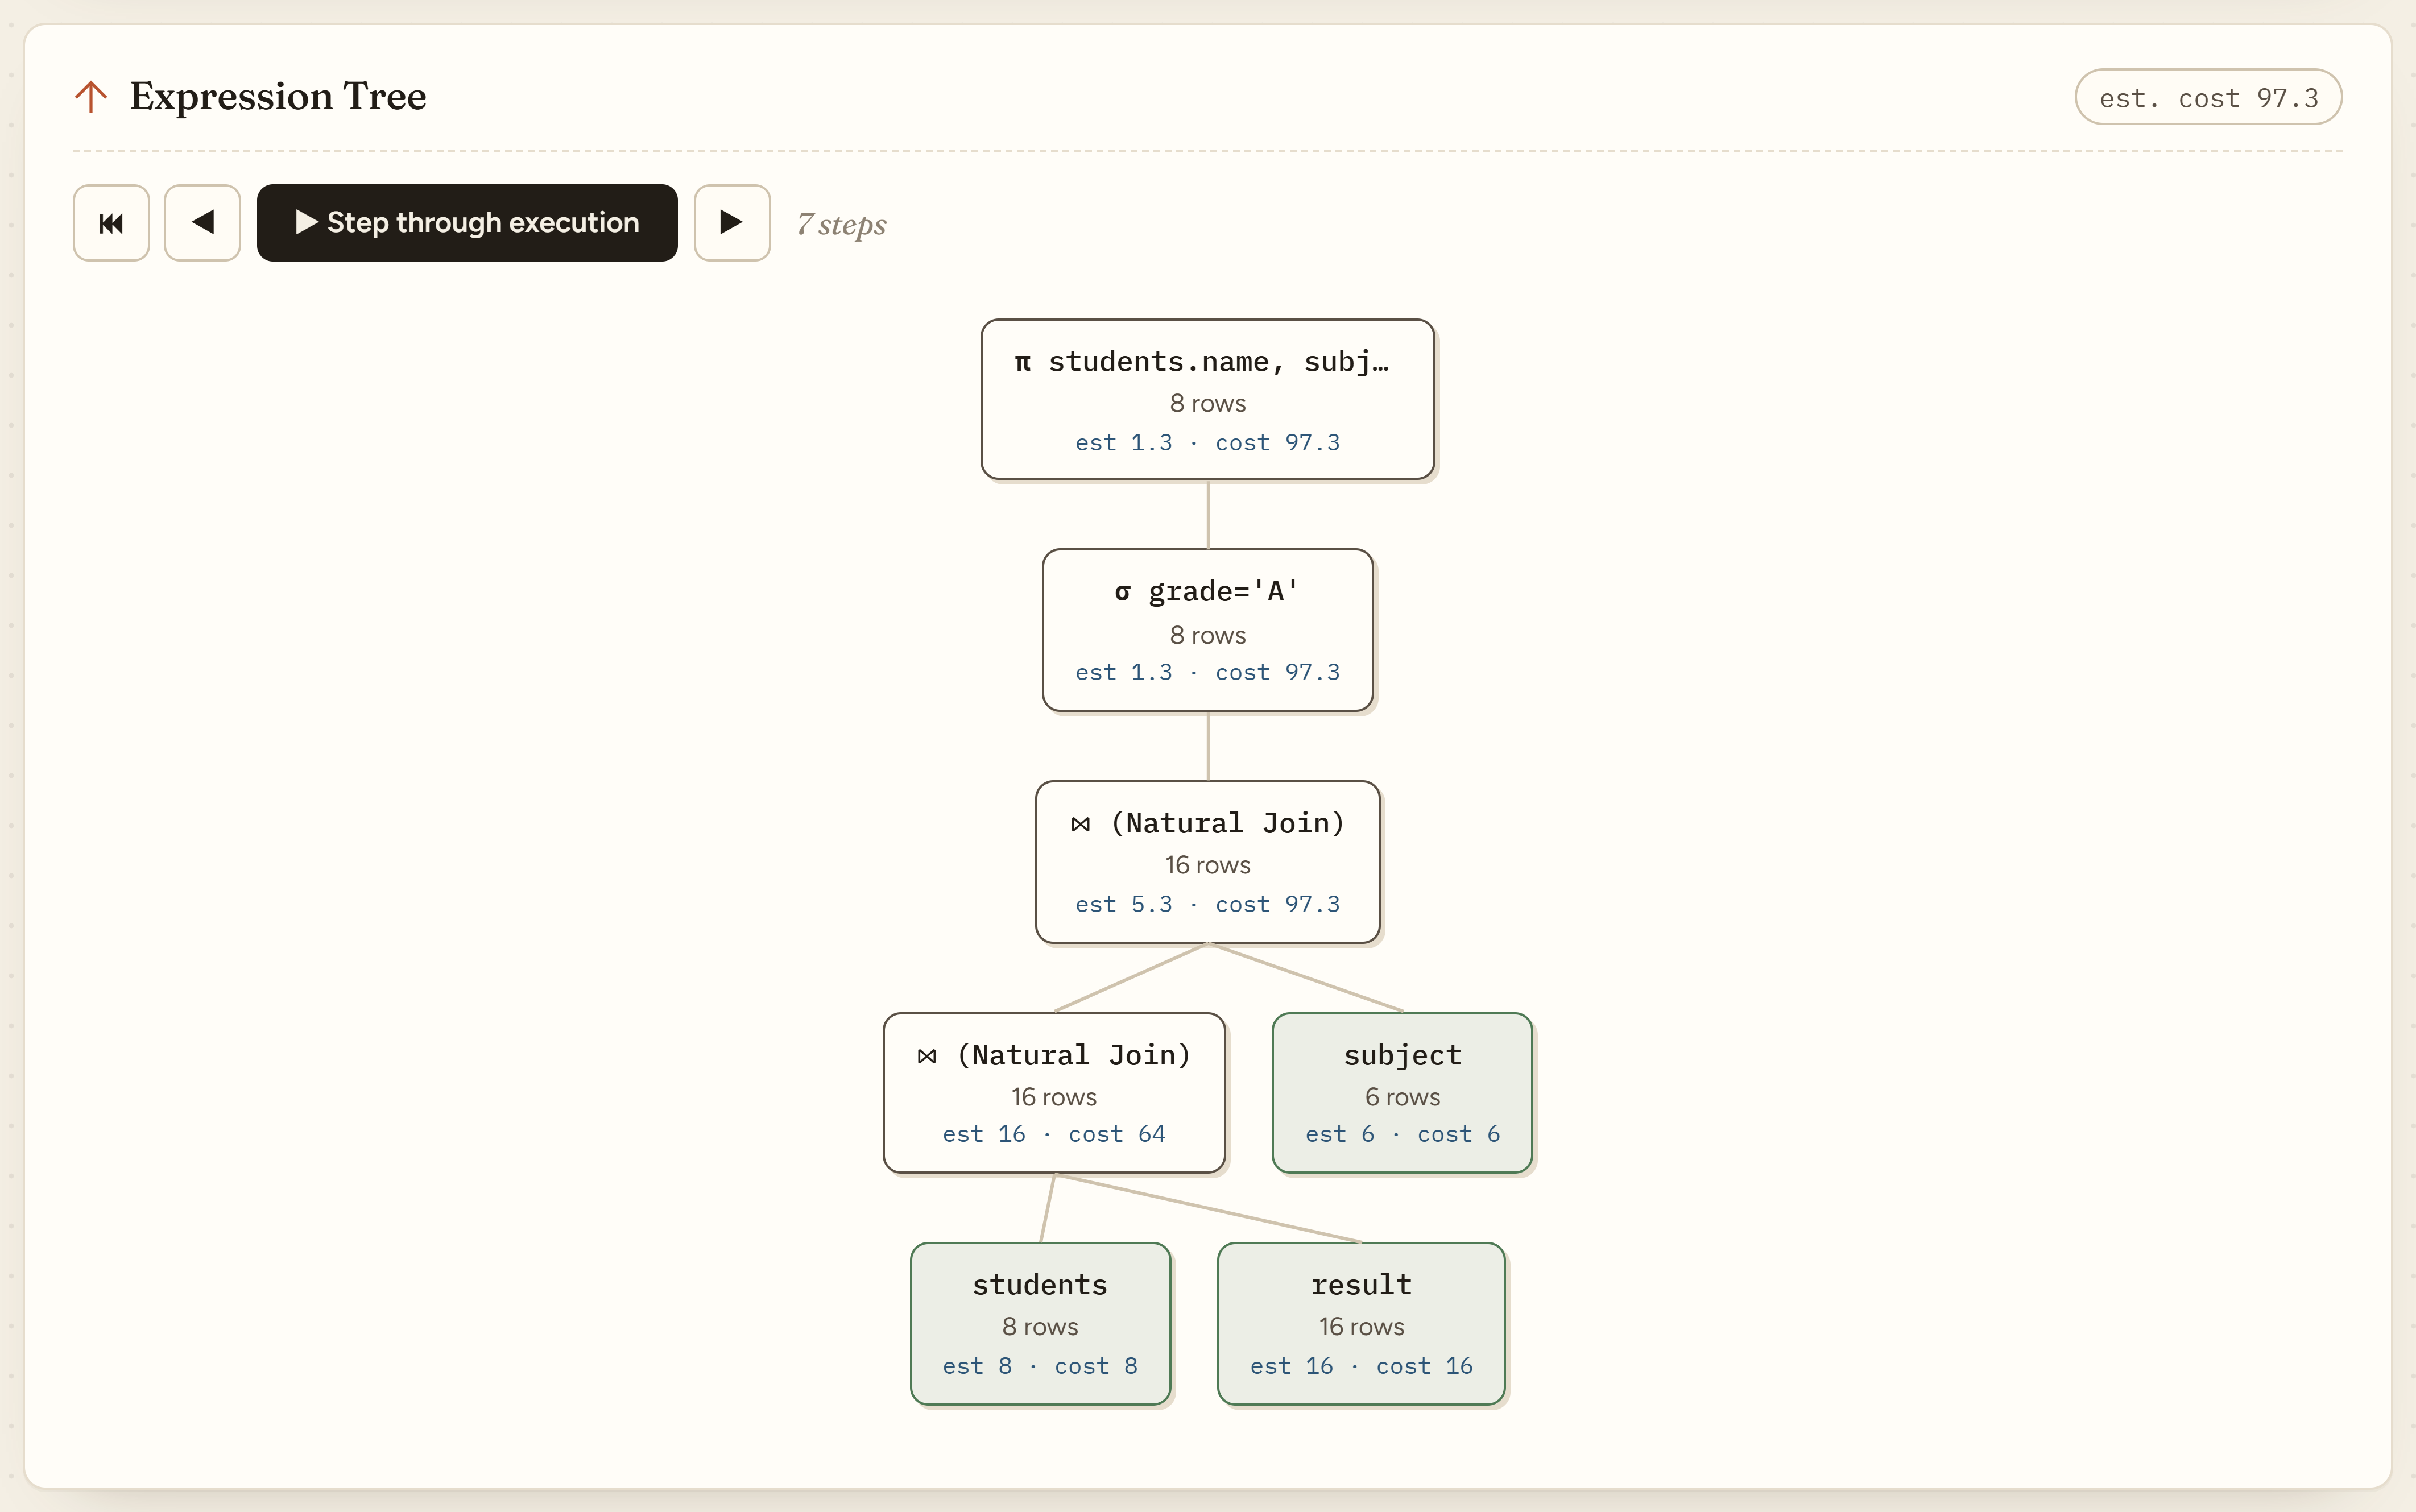 Expression Tree
est. cost 97.3
Step through execution
7 steps
π students.name, subj…
8 rows
est 1.3 · cost 97.3
σ grade='A'
8 rows
est 1.3 · cost 97.3
⋈ (Natural Join)
16 rows
est 5.3 · cost 97.3
⋈ (Natural Join)
16 rows
est 16 · cost 64
subject
6 rows
est 6 · cost 6
students
8 rows
est 8 · cost 8
result
16 rows
est 16 · cost 16